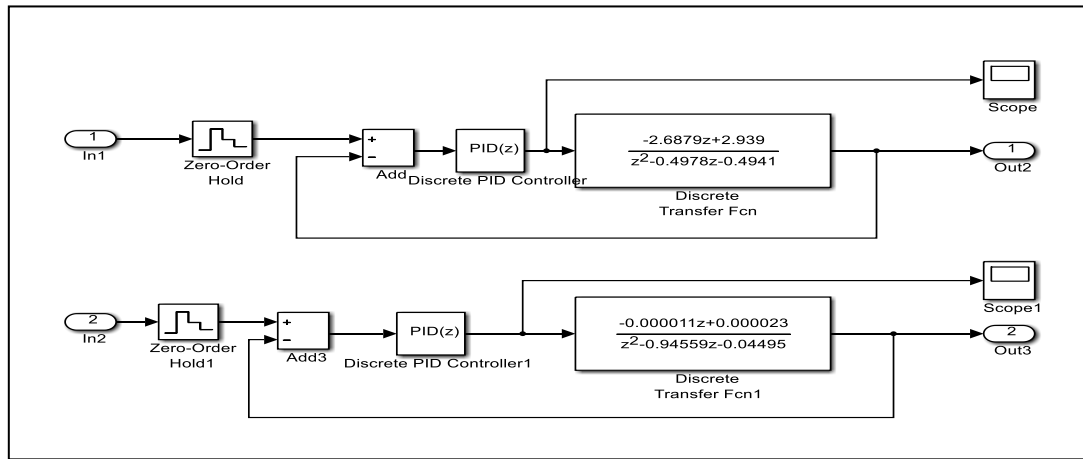 Scope
1
In1
Zero-Order
Hold
+
−
Add
PID(z)
Discrete PID Controller
-2.6879z+2.939
z2-0.4978z-0.4941
Discrete
Transfer Fcn
1
Out2
Scope1
2
In2
Zero-Order
Hold1
+
−
Add3
PID(z)
Discrete PID Controller1
-0.000011z+0.000023
z2-0.94559z-0.04495
Discrete
Transfer Fcn1
2
Out3